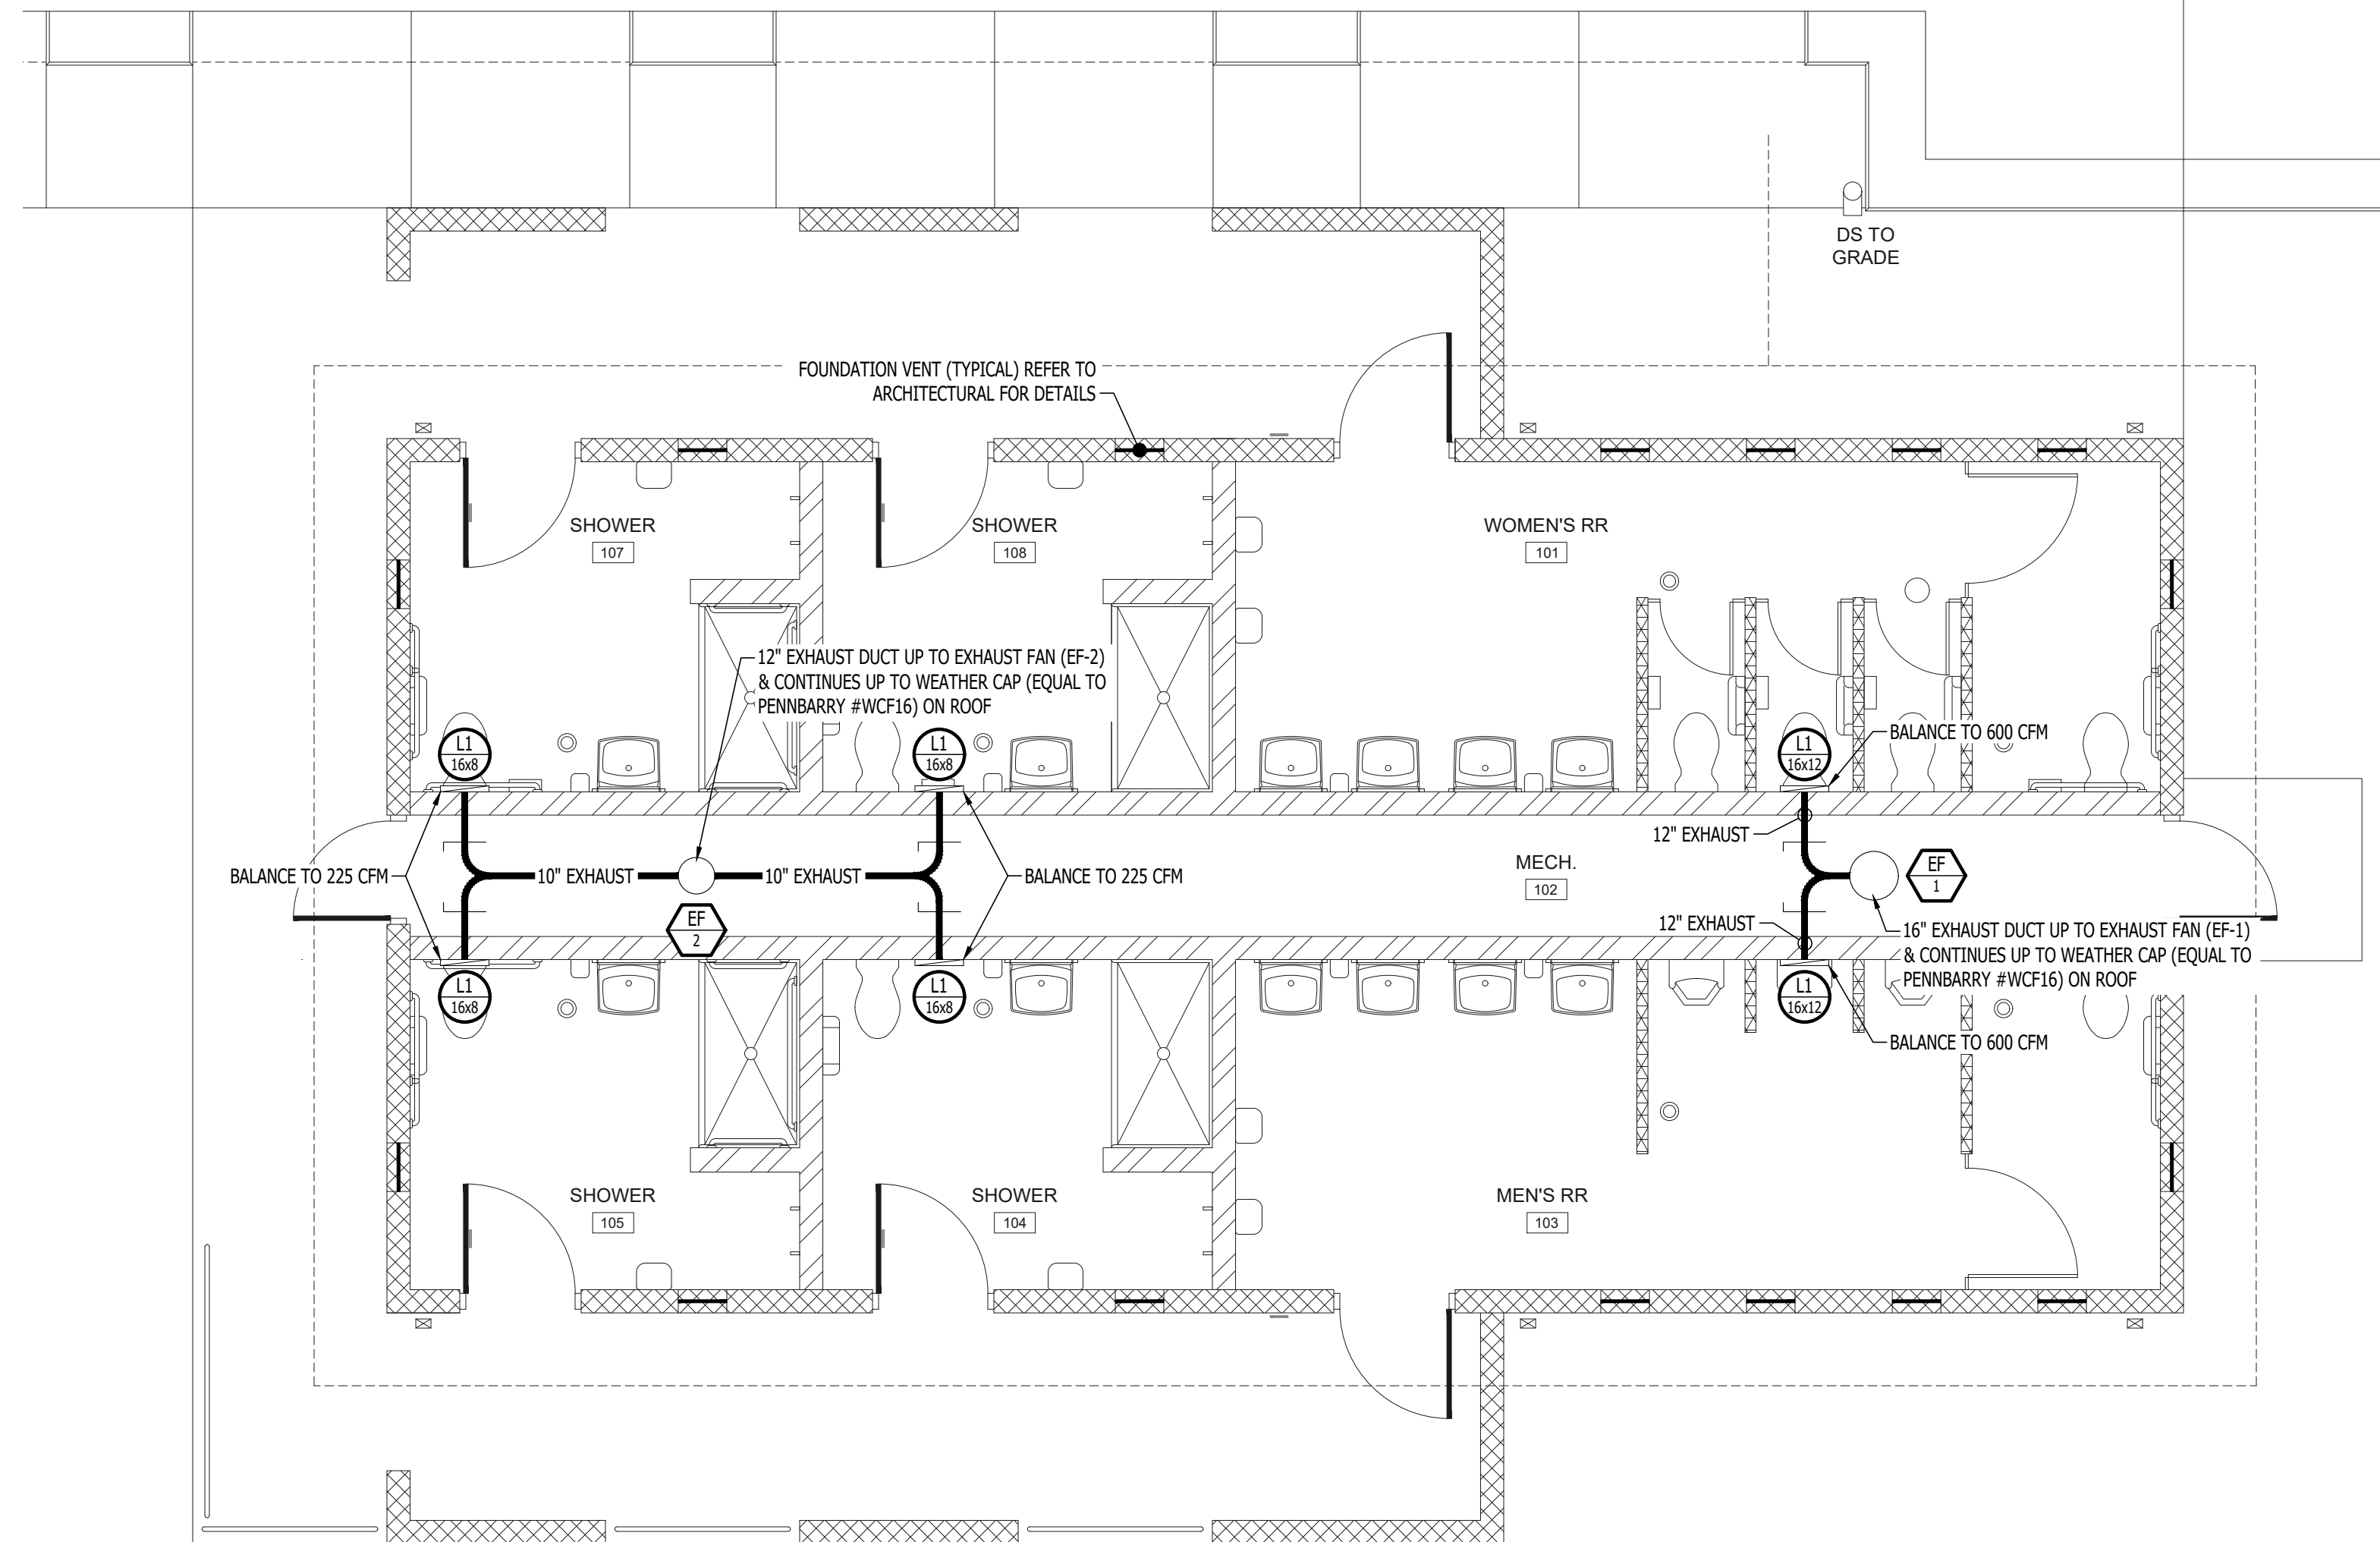 DS TO
GRADE
FOUNDATION VENT (TYPICAL) REFER TO
ARCHITECTURAL FOR DETAILS
SHOWER
107
SHOWER
108
WOMEN'S RR
101
12" EXHAUST DUCT UP TO EXHAUST FAN (EF-2)
& CONTINUES UP TO WEATHER CAP (EQUAL TO
PENNBARRY #WCF16) ON ROOF
L1
16x8
L1
16x8
L1
16x12
BALANCE TO 600 CFM
12" EXHAUST
BALANCE TO 225 CFM
10" EXHAUST
10" EXHAUST
BALANCE TO 225 CFM
MECH.
102
EF
1
EF
2
12" EXHAUST
16" EXHAUST DUCT UP TO EXHAUST FAN (EF-1)
& CONTINUES UP TO WEATHER CAP (EQUAL TO
PENNBARRY #WCF16) ON ROOF
L1
16x8
L1
16x8
L1
16x12
BALANCE TO 600 CFM
SHOWER
105
SHOWER
104
MEN'S RR
103